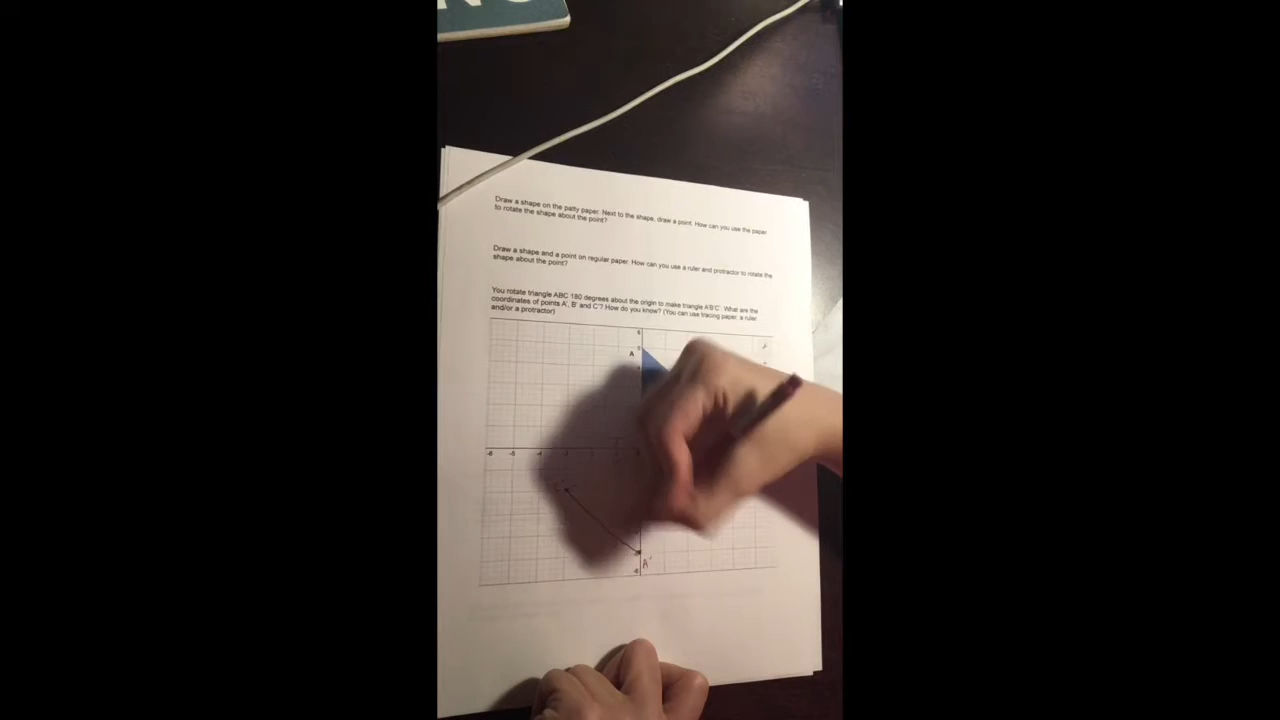 Draw a shape on the patty paper. Next to the shape, draw a point. How can you use the paper
to rotate the shape about the point?
Draw a shape and a point on regular paper. How can you use a ruler and protractor to rotate the
shape about the point?
You rotate triangle ABC 180 degrees about the origin to make triangle A'B'C'. What are the
coordinates of points A', B' and C'? How do you know? (You can use tracing paper, a ruler
and/or a protractor)
A
A'